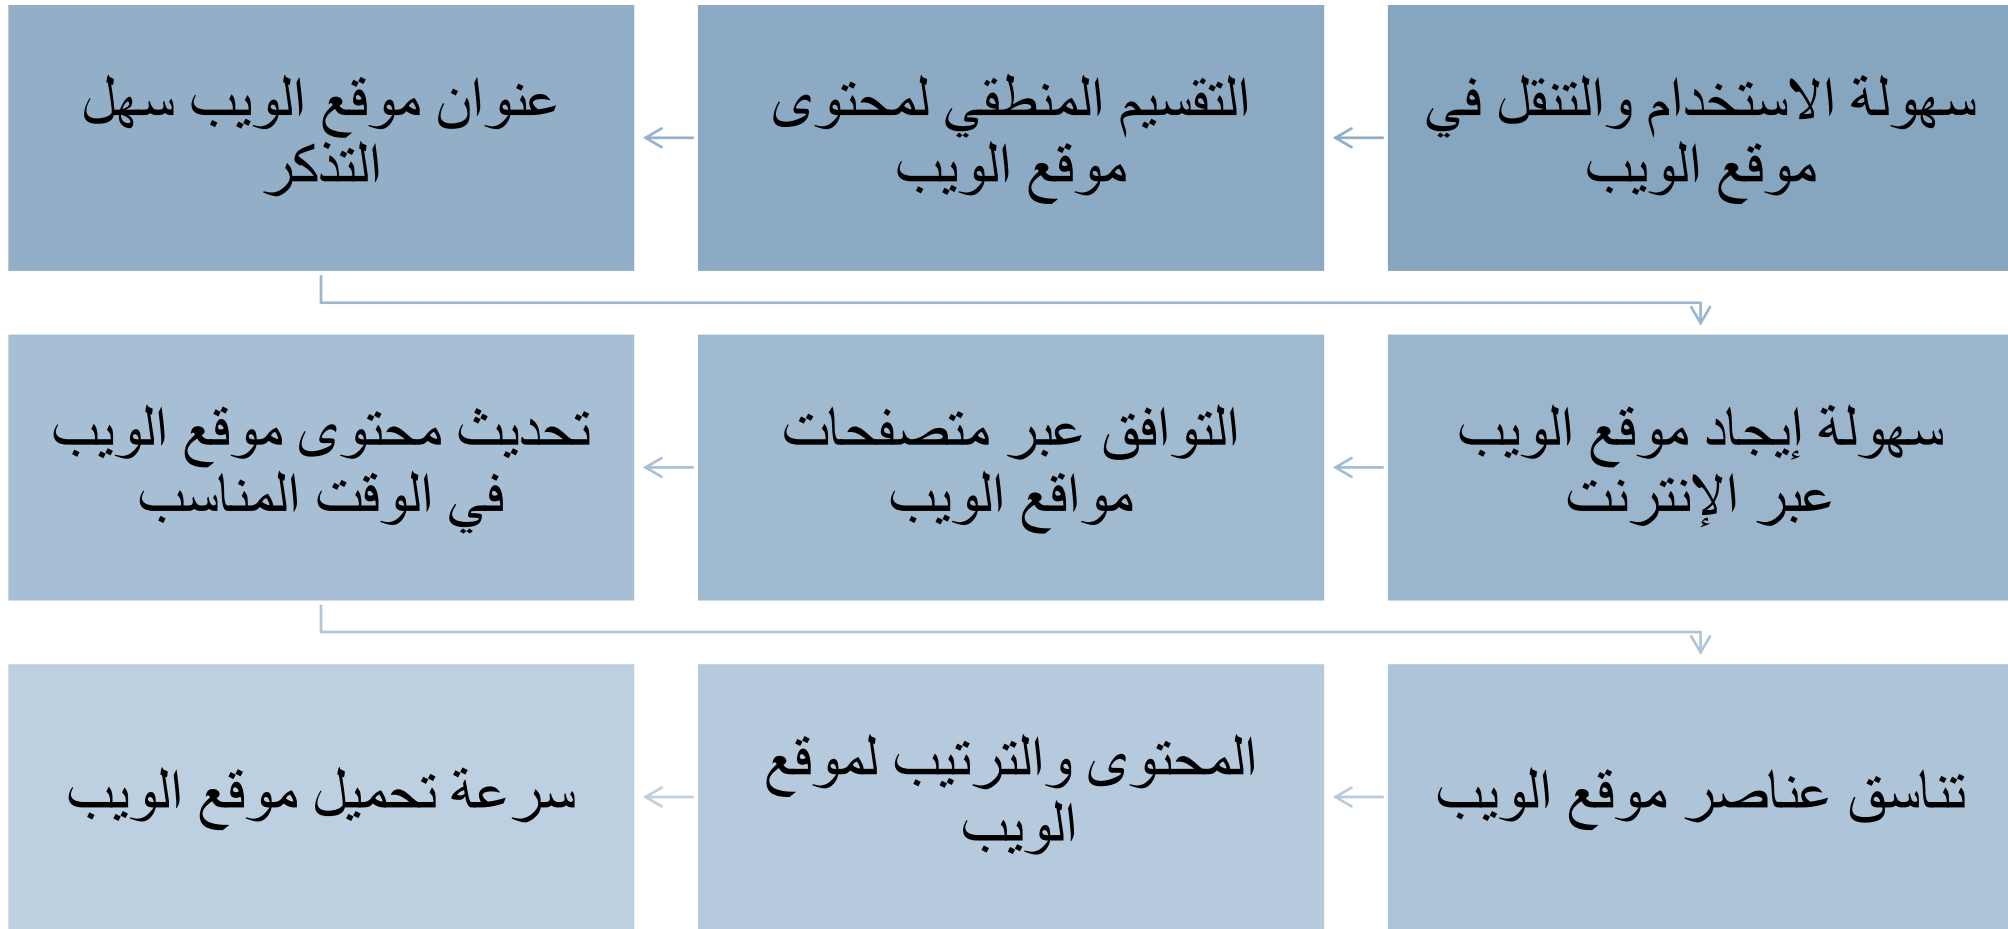 سهولة الاستخدام والتنقل في
موقع الويب
التقسيم المنطقي لمحتوى
موقع الويب
عنوان موقع الويب سهل
التذكر
سهولة إيجاد موقع الويب
عبر الإنترنت
التوافق عبر متصفحات
مواقع الويب
تحديث محتوى موقع الويب
في الوقت المناسب
تناسق عناصر موقع الويب
المحتوى والترتيب لموقع
الويب
سرعة تحميل موقع الويب